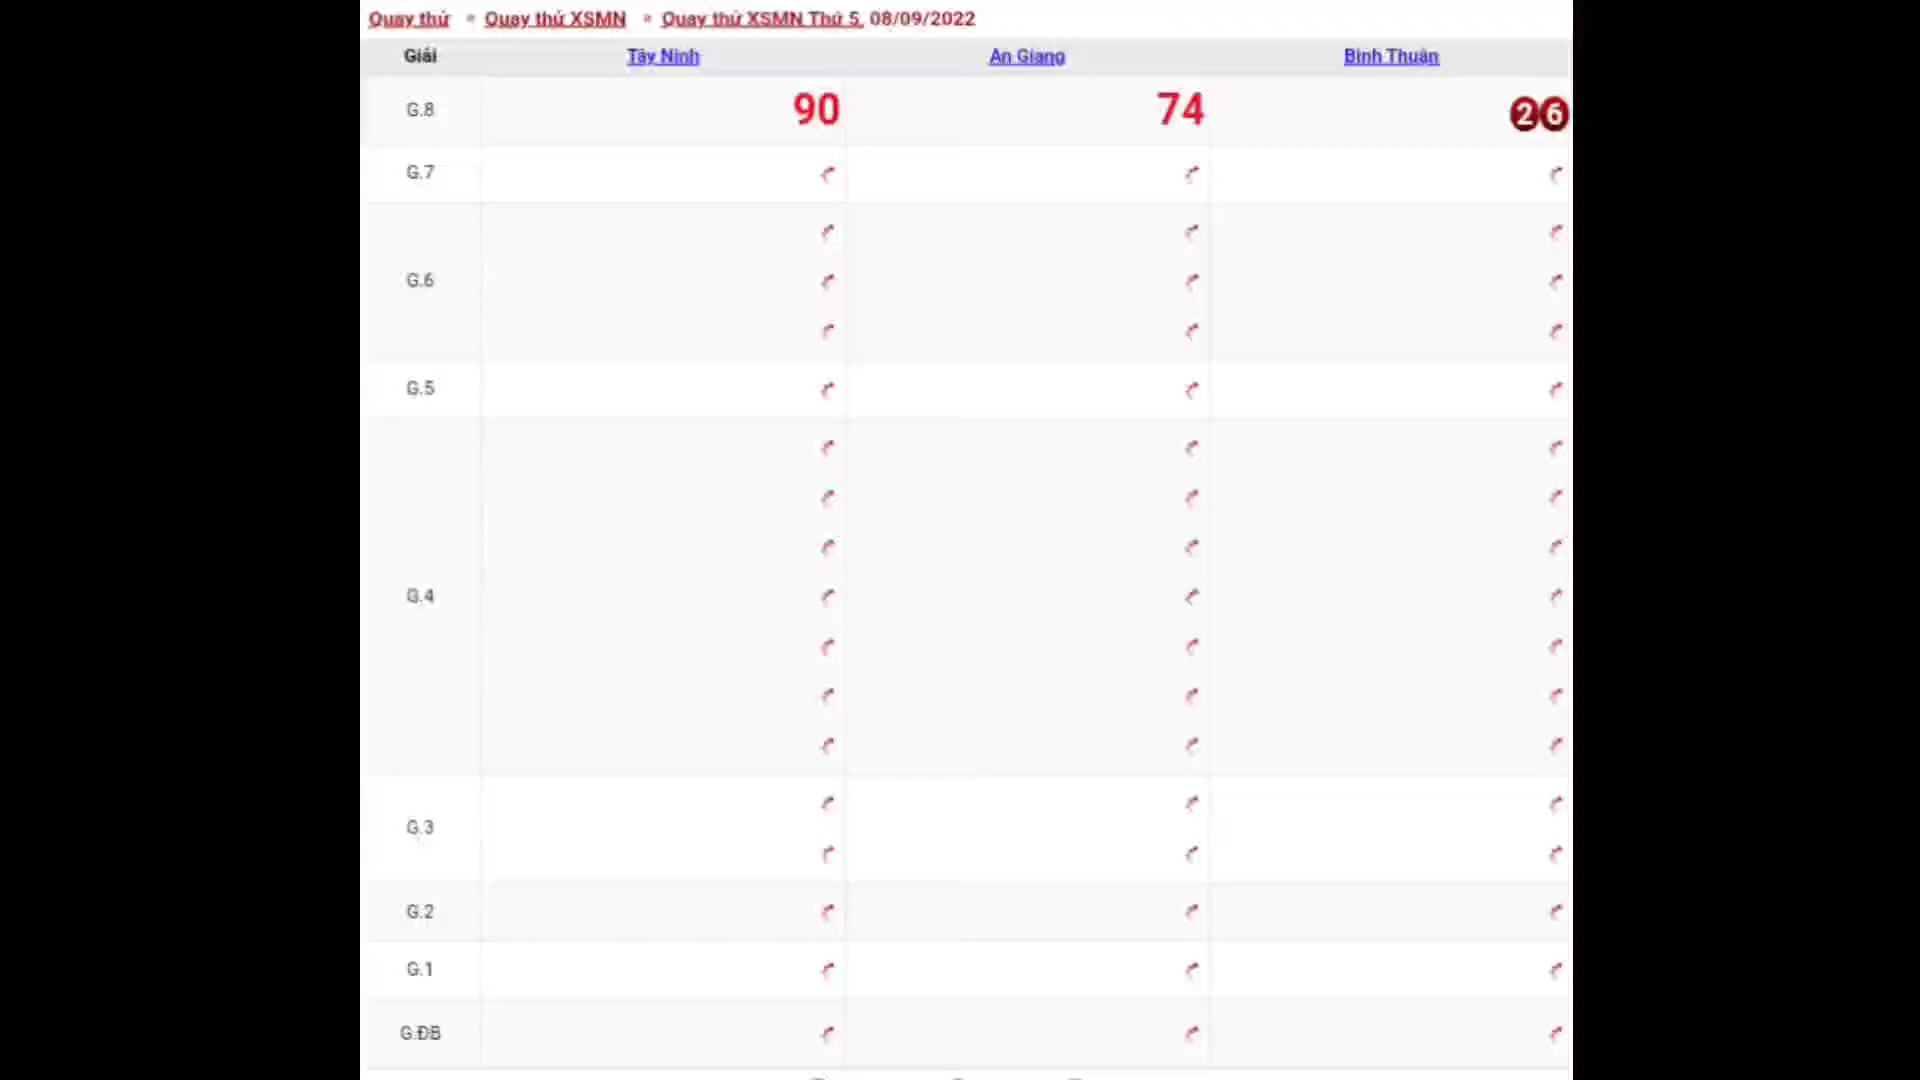 Quay thử » Quay thử XSMN » Quay thử XSMN Thứ 5, 08/09/2022
Giải Tây Ninh An Giang Bình Thuận
G.8 90 74 26
G.7
G.6
G.5
G.4
G.3
G.2
G.1
G.ĐB